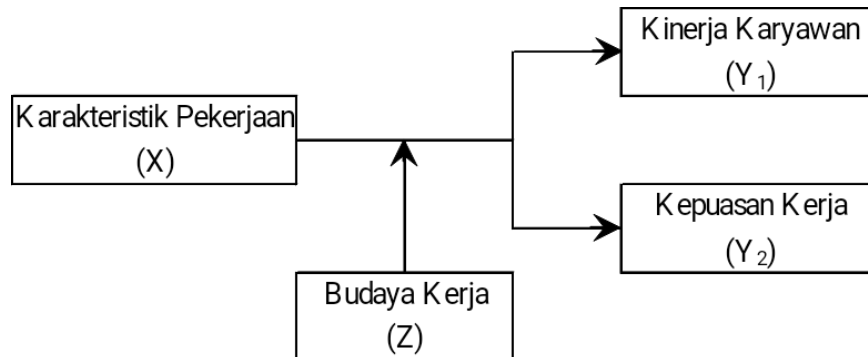 Kinerja Karyawan
(Y₁)
Karakteristik Pekerjaan
(X)
Kepuasan Kerja
(Y₂)
Budaya Kerja
(Z)